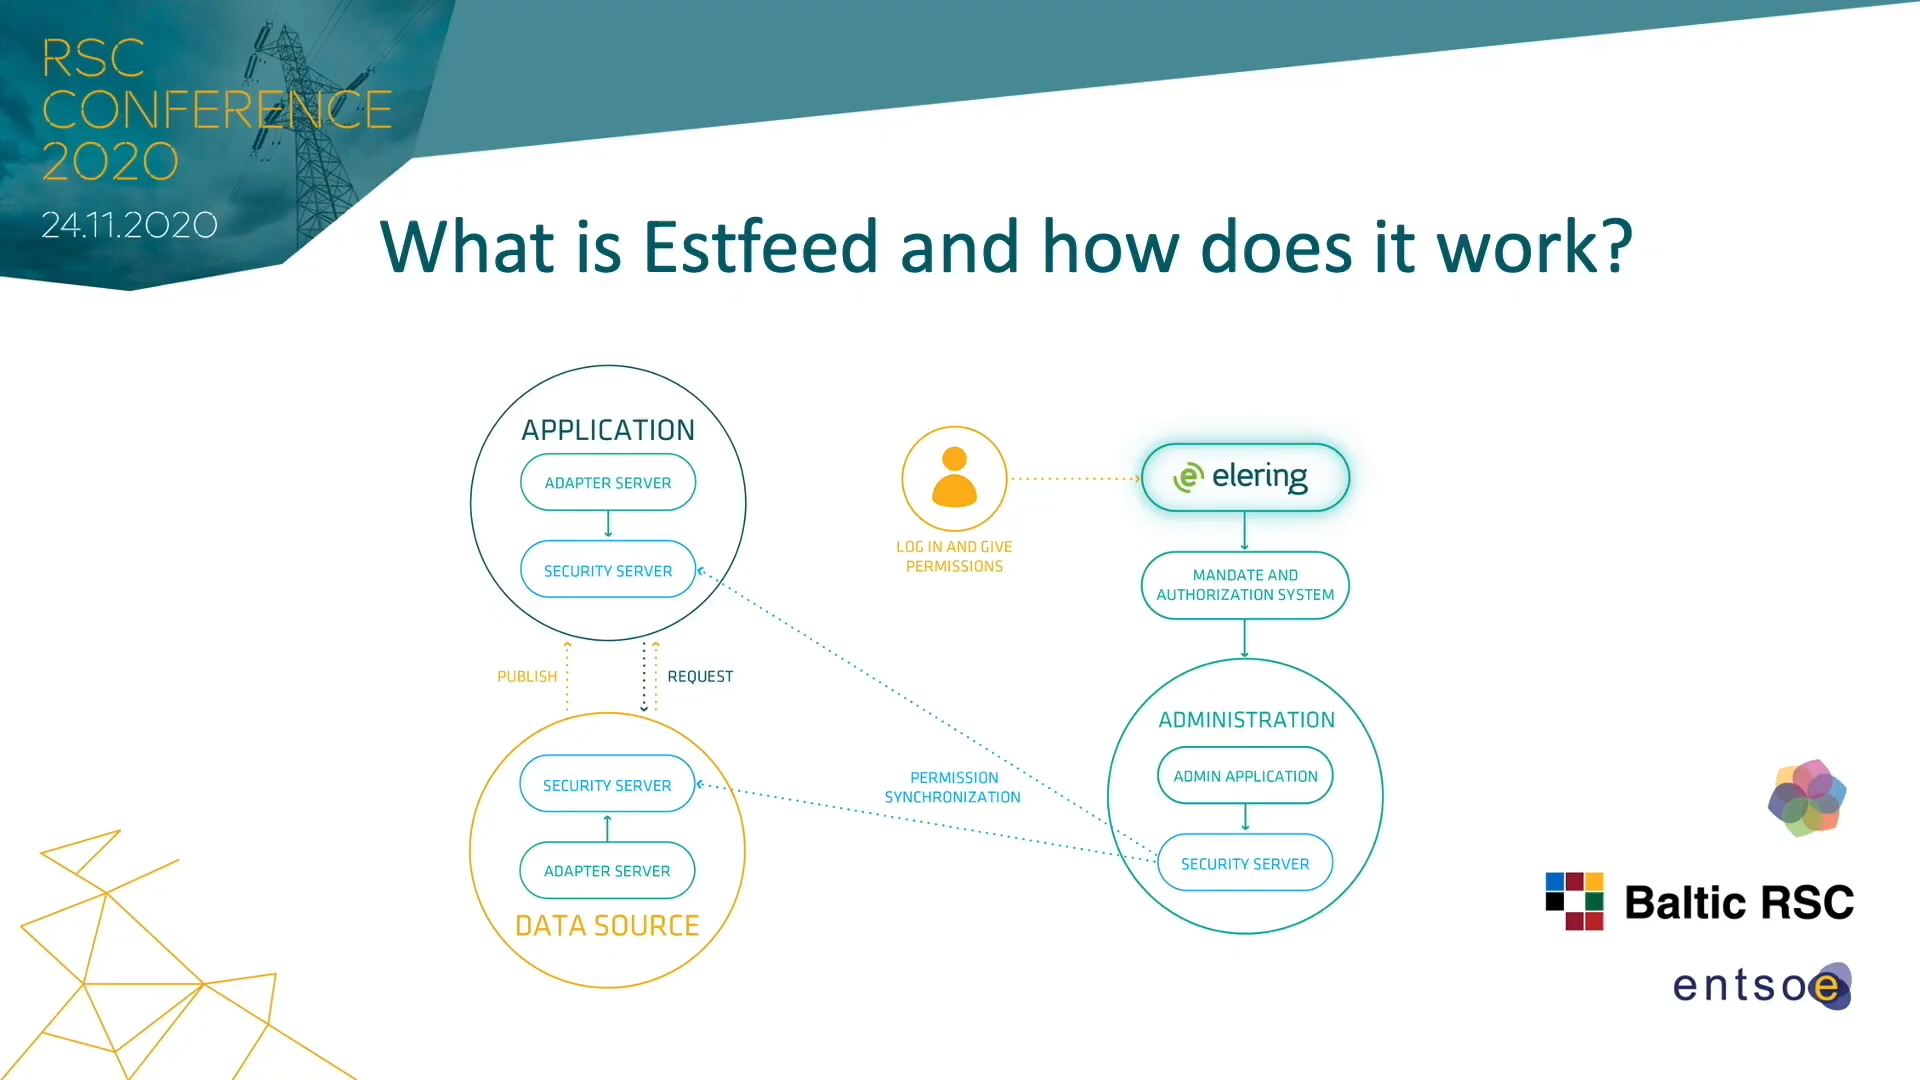 RSC
CONFERENCE
2020
24.11.2020
What is Estfeed and how does it work?
APPLICATION
ADAPTER SERVER
SECURITY SERVER
PUBLISH
REQUEST
SECURITY SERVER
ADAPTER SERVER
DATA SOURCE
LOG IN AND GIVE
PERMISSIONS
e elering
MANDATE AND
AUTHORIZATION SYSTEM
PERMISSION
SYNCHRONIZATION
ADMINISTRATION
ADMIN APPLICATION
SECURITY SERVER
Baltic RSC
entsoe